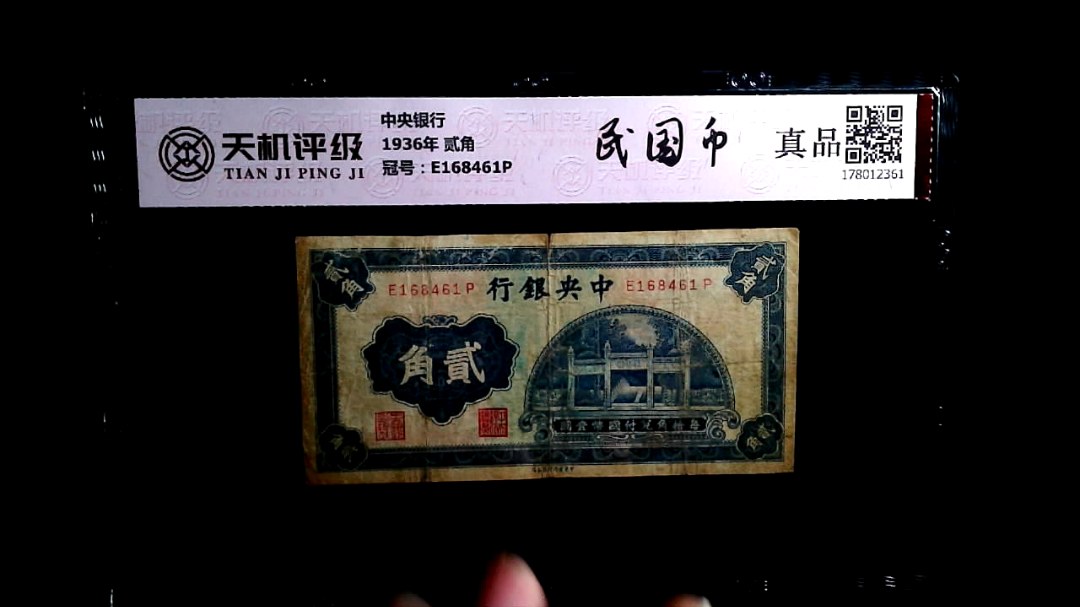 天机评级
TIAN JI PING JI
中央银行
1936年 贰角
冠号：E168461P
民国币
真品
178012361
貳角
貳角
E168461P
行銀央中
E168461P
角貳
貳角